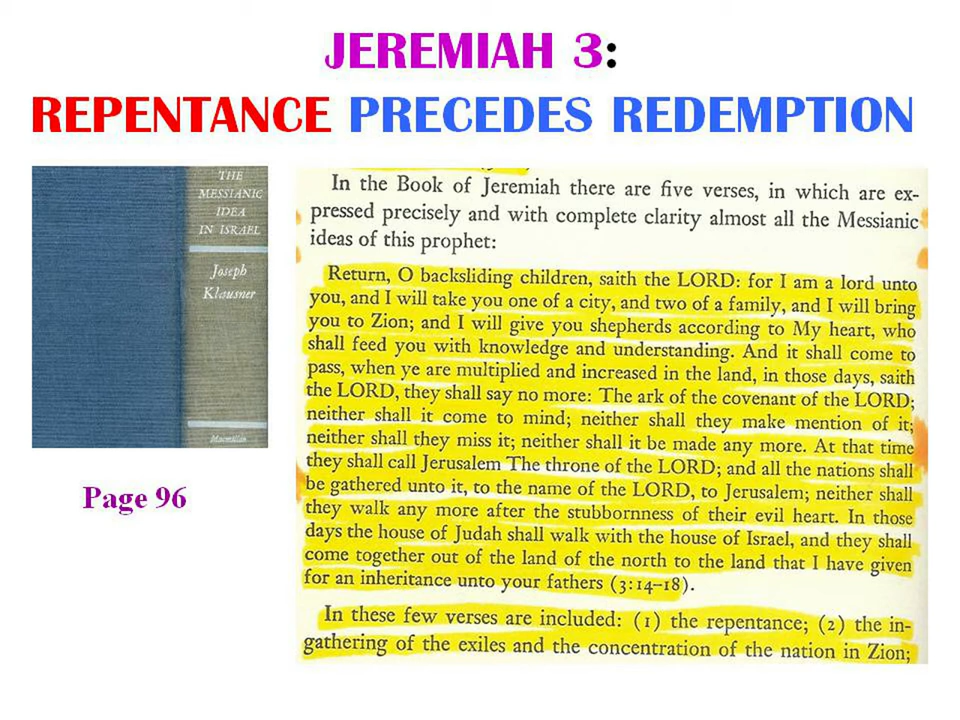 JEREMIAH 3:
REPENTANCE PRECEDES REDEMPTION
THE
MESSIANIC
IDEA
IN ISRAEL
Joseph
Klausner
Macmillan
Page 96
In the Book of Jeremiah there are five verses, in which are ex-
pressed precisely and with complete clarity almost all the Messianic
ideas of this prophet:
Return, O backsliding children, saith the LORD: for I am a lord unto
you, and I will take you one of a city, and two of a family, and I will bring
you to Zion; and I will give you shepherds according to My heart, who
shall feed you with knowledge and understanding. And it shall come to
pass, when ye are multiplied and increased in the land, in those days, saith
the LORD, they shall say no more: The ark of the covenant of the LORD;
neither shall it come to mind; neither shall they make mention of it;
neither shall they miss it; neither shall it be made any more. At that time
they shall call Jerusalem The throne of the LORD; and all the nations shall
be gathered unto it, to the name of the LORD, to Jerusalem; neither shall
they walk any more after the stubbornness of their evil heart. In those
days the house of Judah shall walk with the house of Israel, and they shall
come together out of the land of the north to the land that I have given
for an inheritance unto your fathers (3:14–18).
In these few verses are included: (1) the repentance; (2) the in-
gathering of the exiles and the concentration of the nation in Zion;